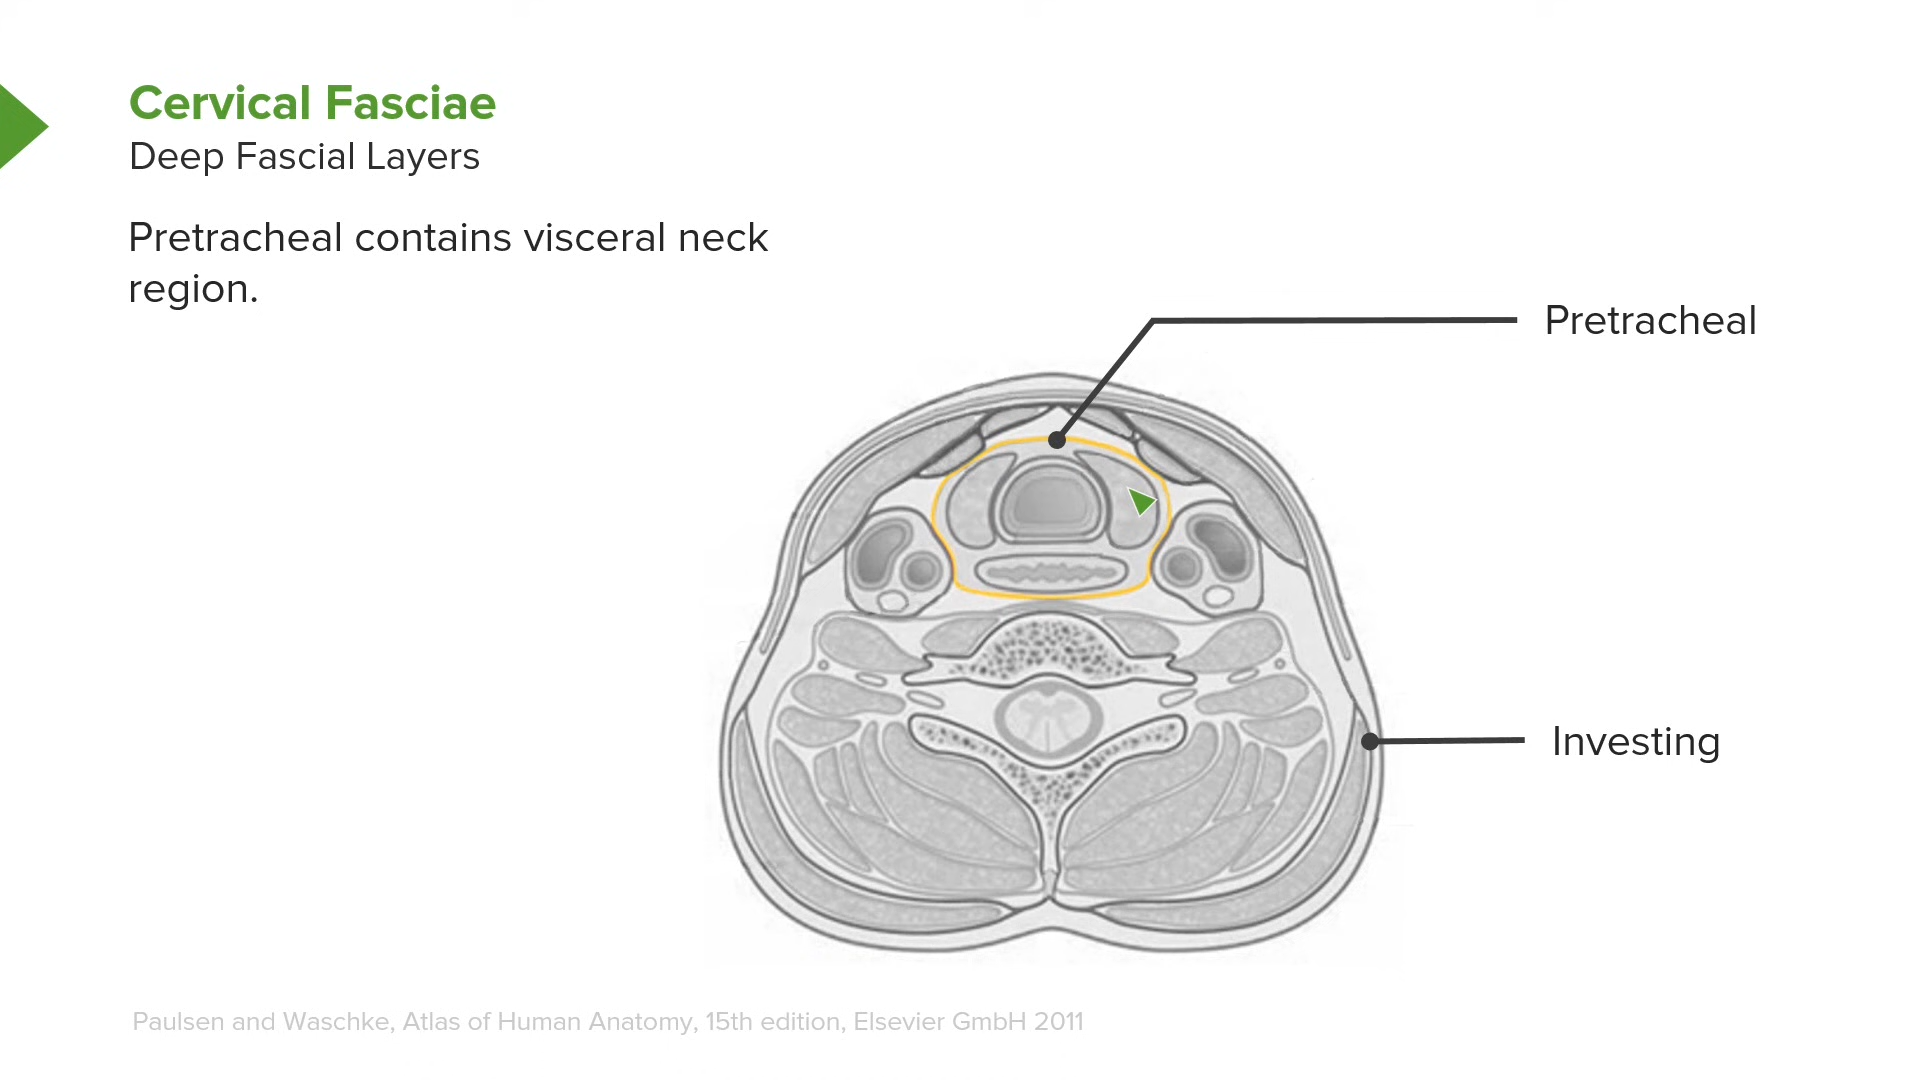 Cervical Fasciae
Deep Fascial Layers
Pretracheal contains visceral neck
region.
Pretracheal
Investing
Paulsen and Waschke, Atlas of Human Anatomy, 15th edition, Elsevier GmbH 2011